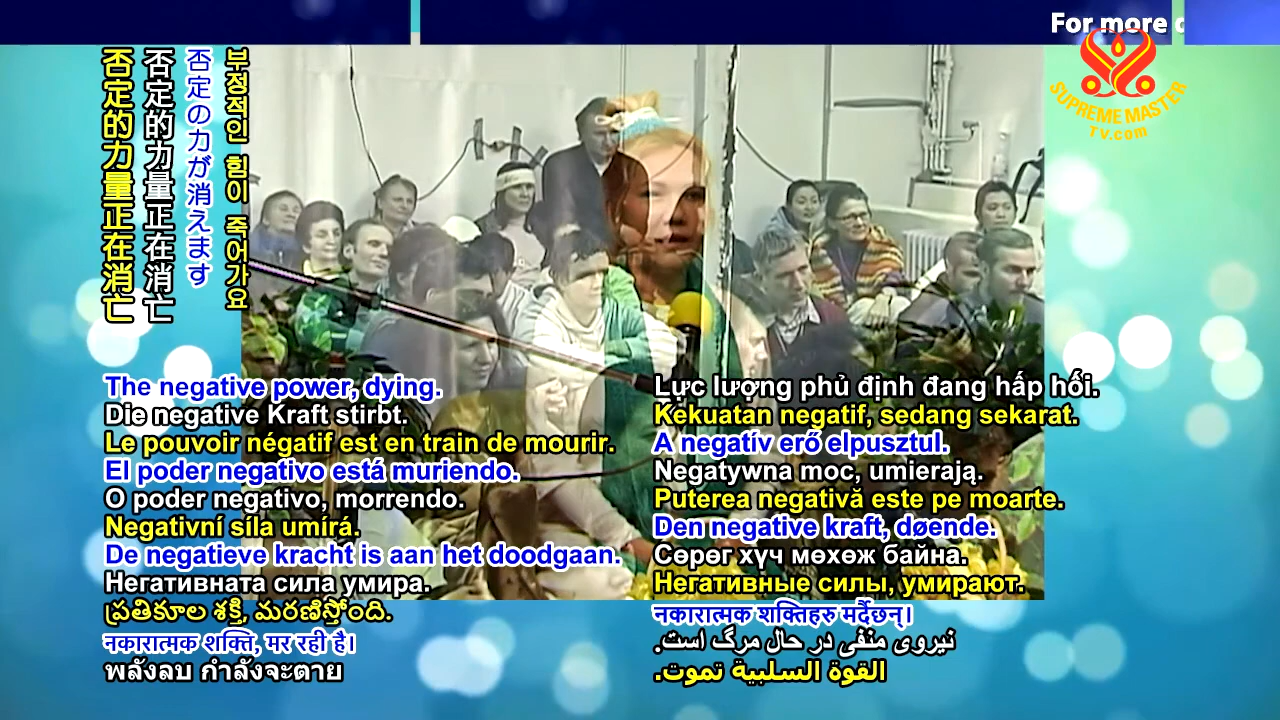 For more
SUPREME MASTER
TV.com
부정적인 힘이 죽어가요
否定の力が消えます
否定的力量正在消亡
否定的力量正在消亡
The negative power, dying.
Die negative Kraft stirbt.
Le pouvoir négatif est en train de mourir.
El poder negativo está muriendo.
O poder negativo, morrendo.
Negativní síla umírá.
De negatieve kracht is aan het doodgaan.
Негативната сила умира.
ప్రతికూల శక్తి, మరణిస్తోంది.
नकारात्मक शक्ति, मर रही है।
พลังลบ กำลังจะตาย
Lực lượng phủ định đang hấp hối.
Kekuatan negatif, sedang sekarat.
A negatív erő elpusztul.
Negatywna moc, umierają.
Puterea negativă este pe moarte.
Den negative kraft, døende.
Сөрөг хүч мөхөж байна.
Негативные силы, умирают.
नकारात्मक शक्तिहरु मर्दैछन्।
نیروی منفی در حال مرگ است.
القوة السلبية تموت.